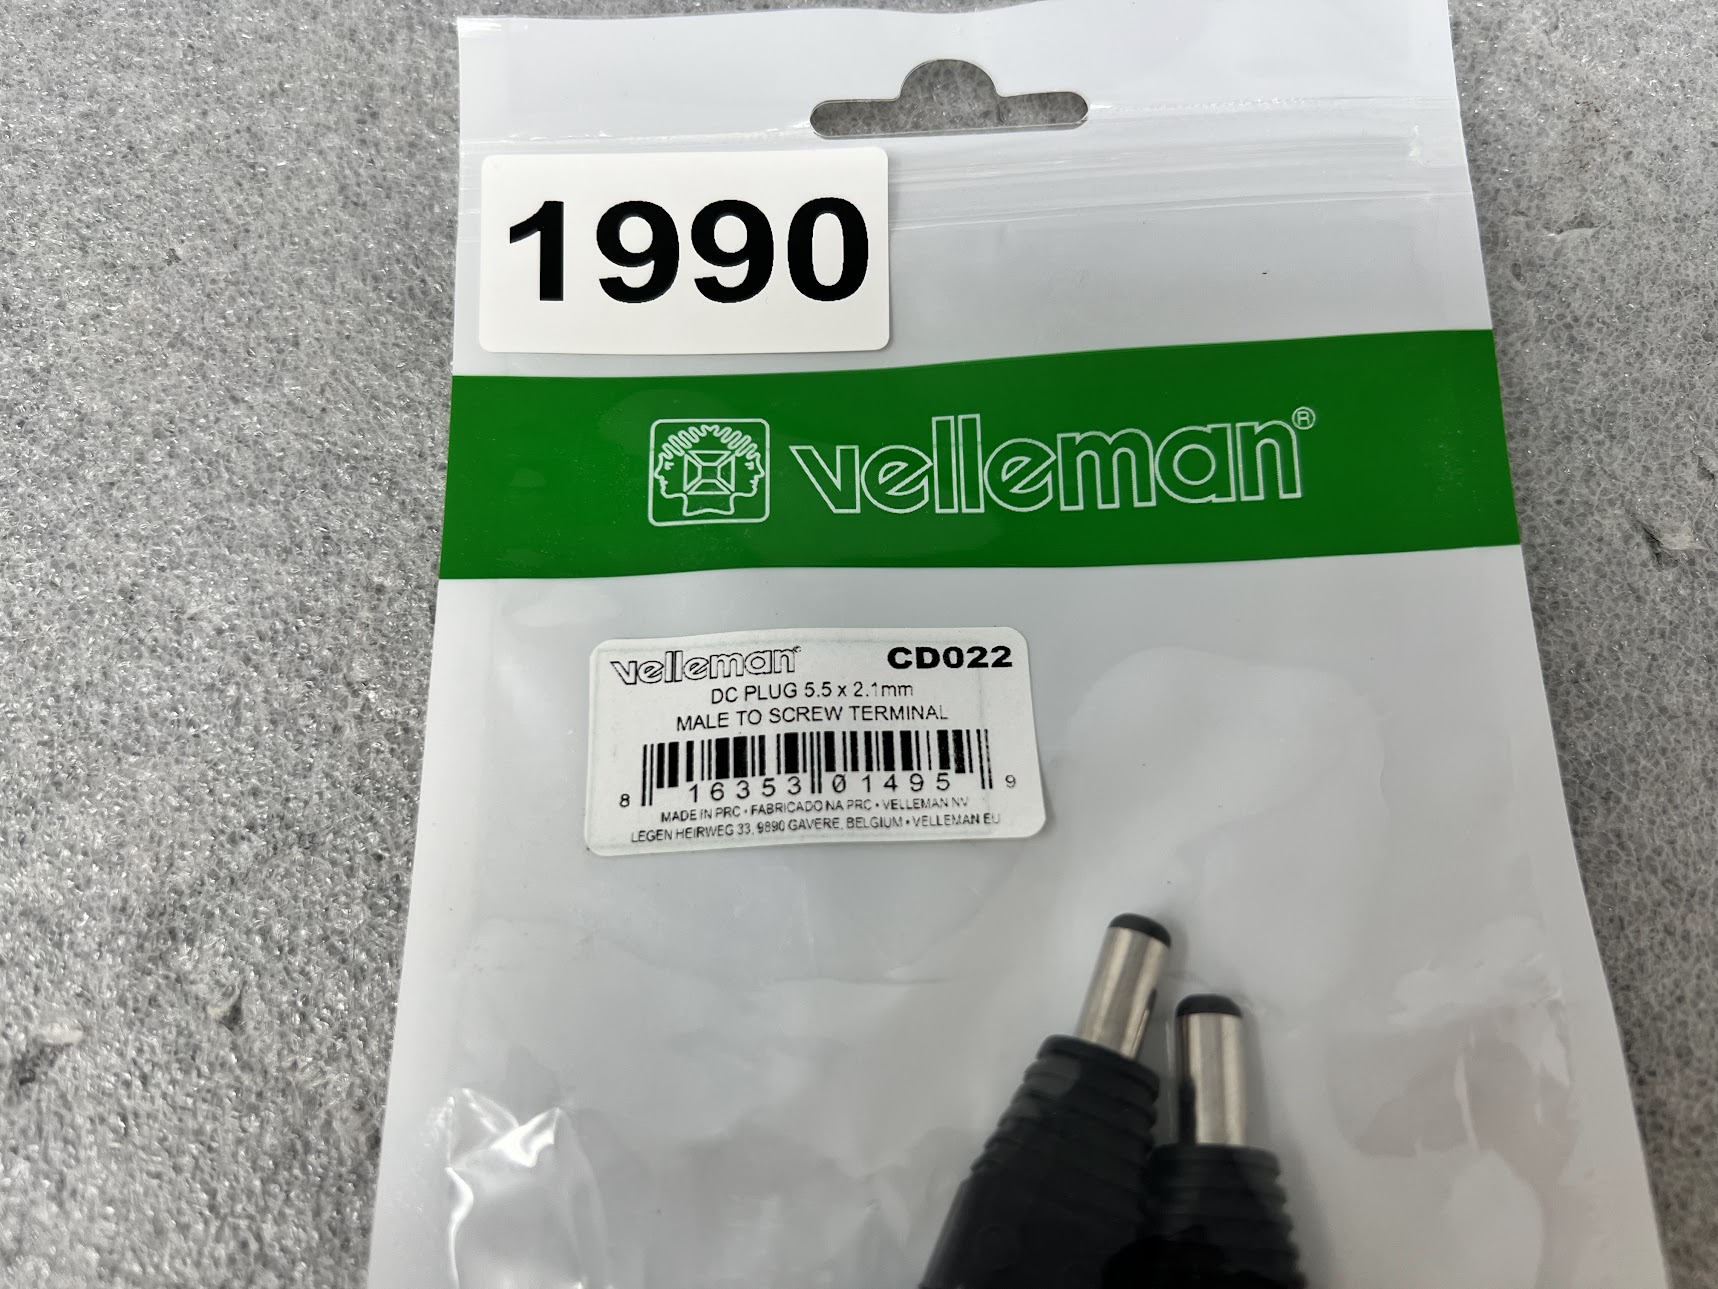 1990
velleman®
velleman® CD022
DC PLUG 5.5 x 2.1mm
MALE TO SCREW TERMINAL
8 16353 01495 9
MADE IN PRC • FABRICADO NA PRC • VELLEMAN NV
LEGEN HEIRWEG 33, 9890 GAVERE, BELGIUM • VELLEMAN EU